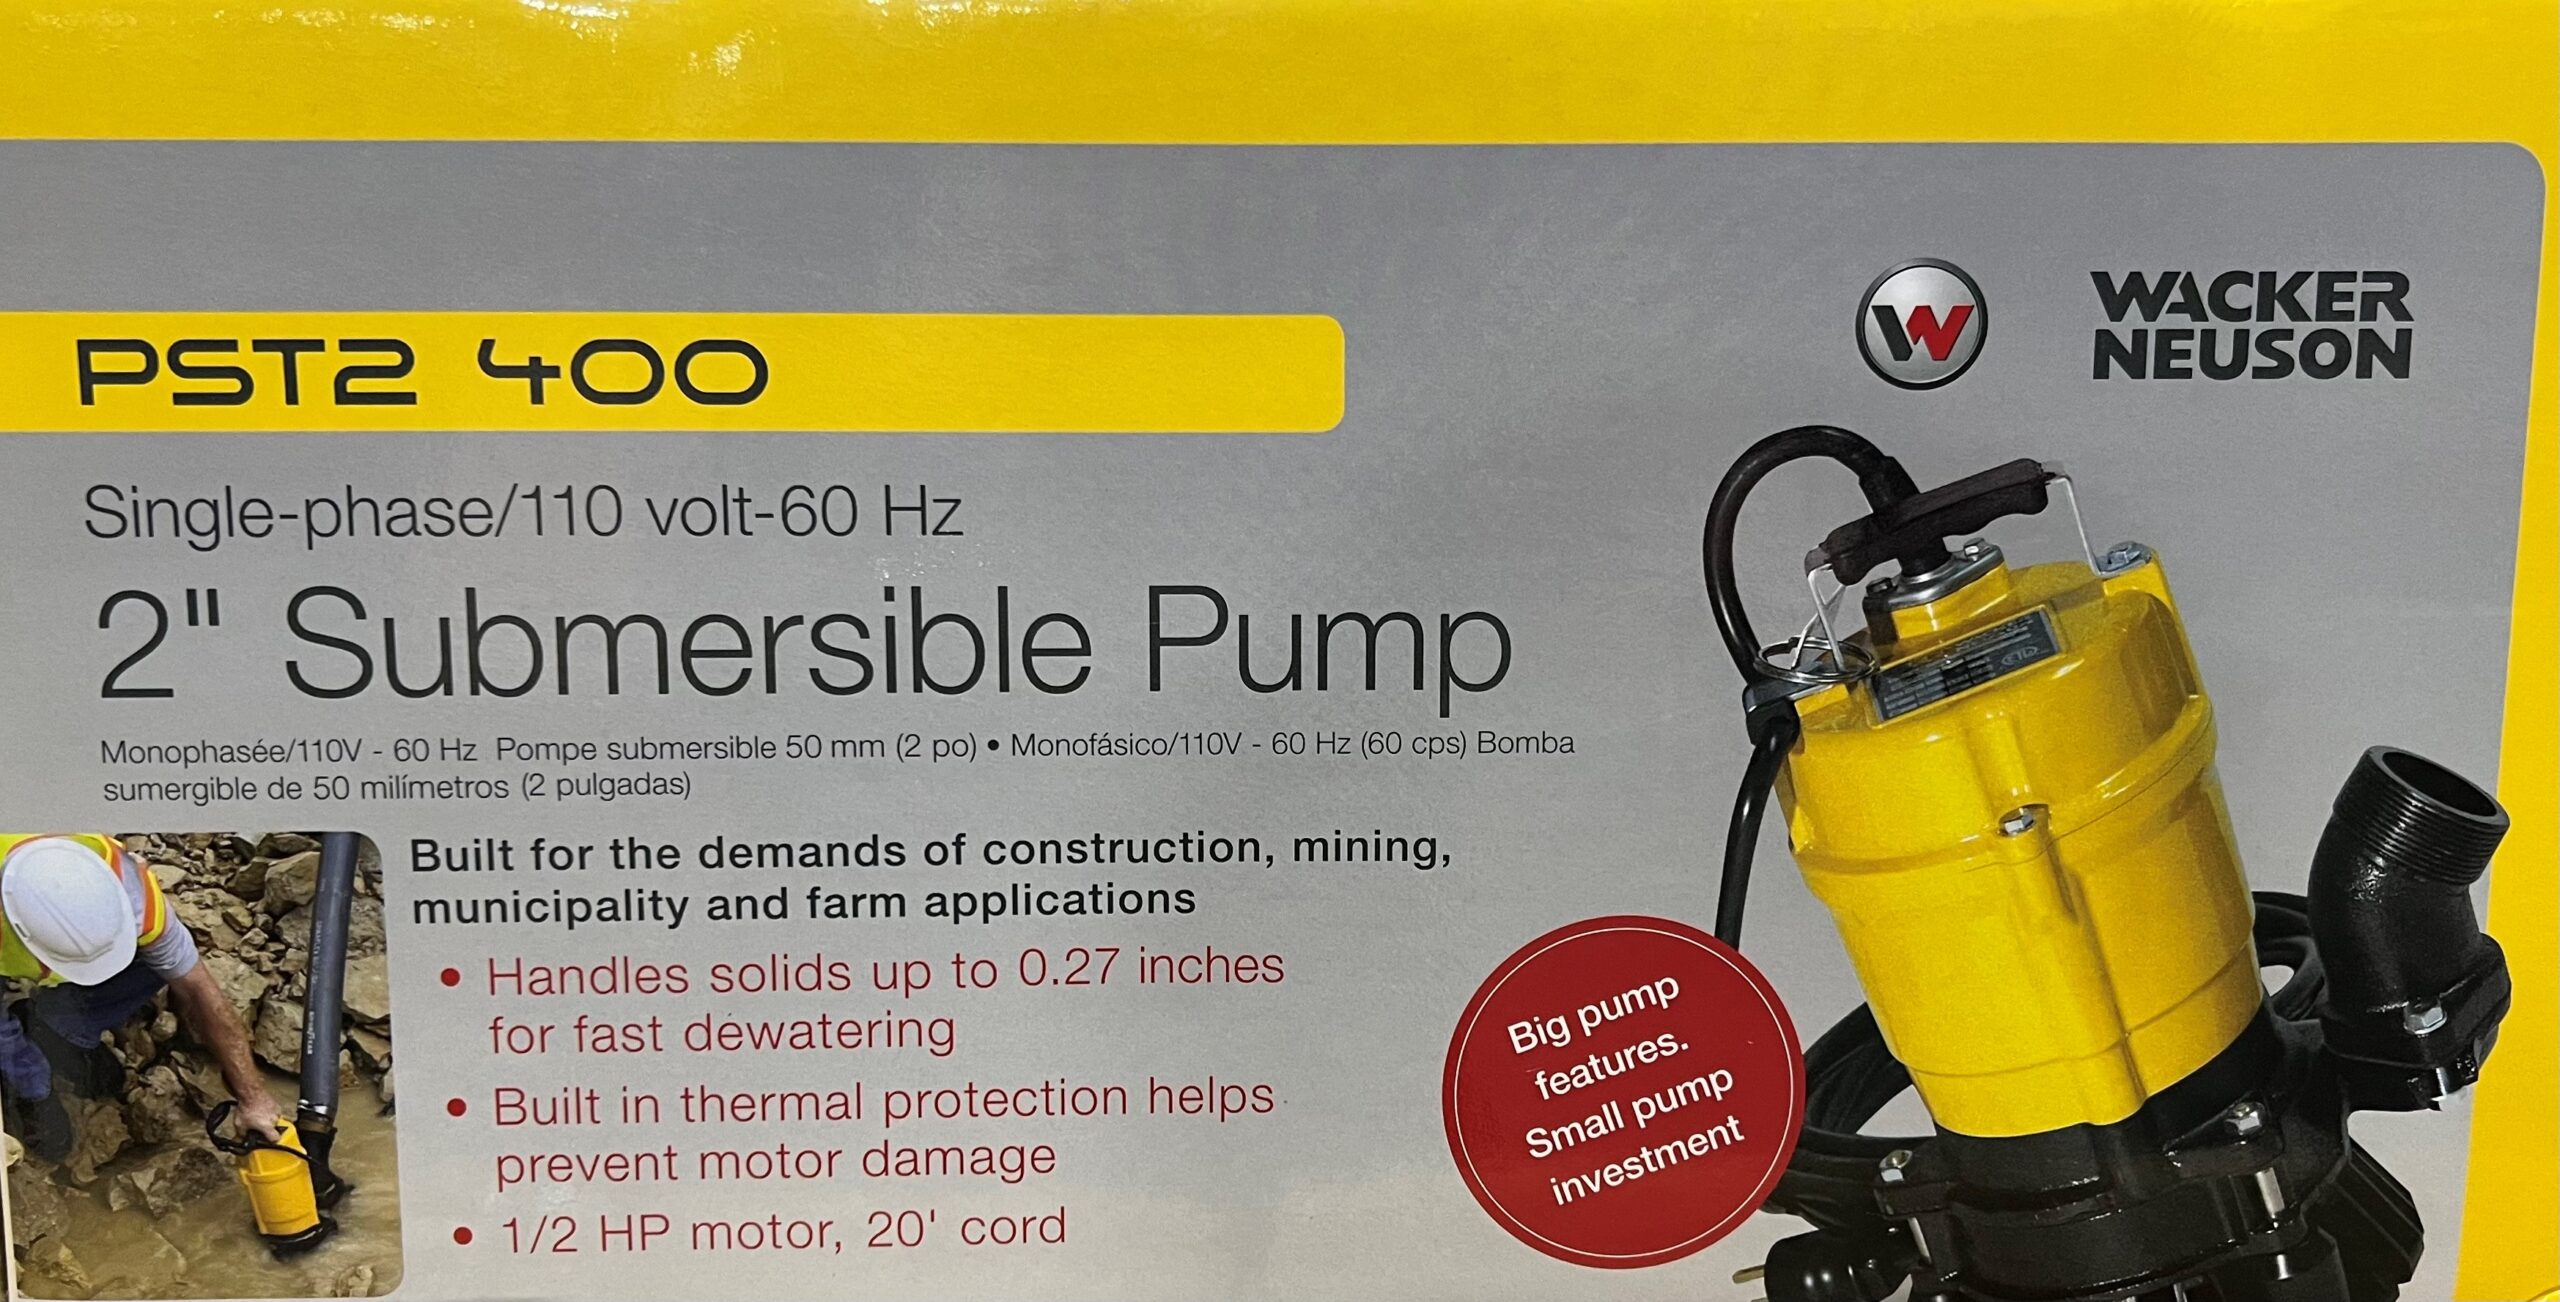 WACKER
NEUSON
PST2 400
Single-phase/110 volt-60 Hz
2" Submersible Pump
Monophasée/110V - 60 Hz Pompe submersible 50 mm (2 po) • Monofásico/110V - 60 Hz (60 cps) Bomba
sumergible de 50 milímetros (2 pulgadas)
Built for the demands of construction, mining,
municipality and farm applications
• Handles solids up to 0.27 inches
for fast dewatering
• Built in thermal protection helps
prevent motor damage
• 1/2 HP motor, 20' cord
Big pump
features.
Small pump
investment